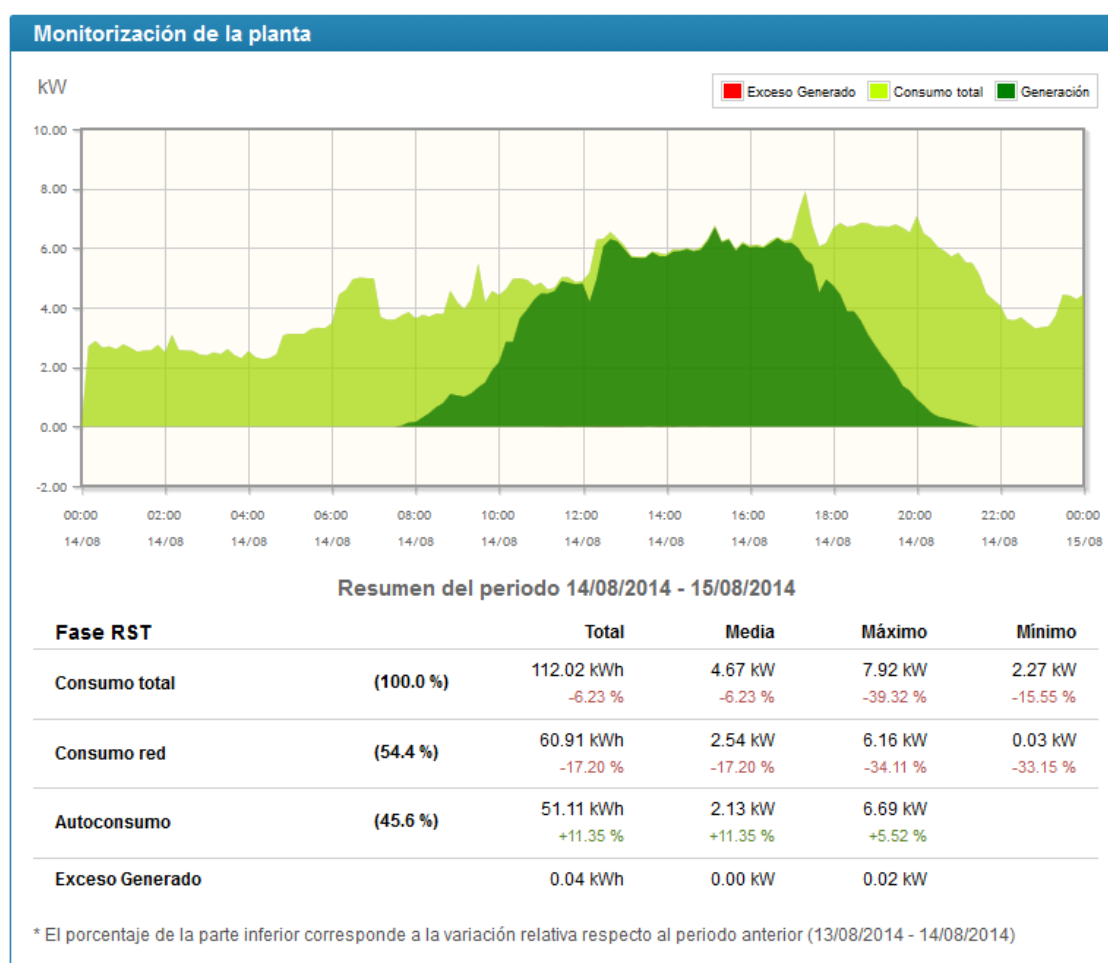 Monitorización de la planta
kW
Exceso Generado Consumo total Generación
10.00
8.00
6.00
4.00
2.00
0.00
-2.00
00:00 02:00 04:00 06:00 08:00 10:00 12:00 14:00 16:00 18:00 20:00 22:00 00:00
14/08 14/08 14/08 14/08 14/08 14/08 14/08 14/08 14/08 14/08 14/08 14/08 15/08
Resumen del periodo 14/08/2014 - 15/08/2014
Fase RST Total Media Máximo Mínimo
Consumo total (100.0 %) 112.02 kWh 4.67 kW 7.92 kW 2.27 kW
-6.23 % -6.23 % -39.32 % -15.55 %
Consumo red (54.4 %) 60.91 kWh 2.54 kW 6.16 kW 0.03 kW
-17.20 % -17.20 % -34.11 % -33.15 %
Autoconsumo (45.6 %) 51.11 kWh 2.13 kW 6.69 kW
+11.35 % +11.35 % +5.52 %
Exceso Generado 0.04 kWh 0.00 kW 0.02 kW
* El porcentaje de la parte inferior corresponde a la variación relativa respecto al periodo anterior (13/08/2014 - 14/08/2014)